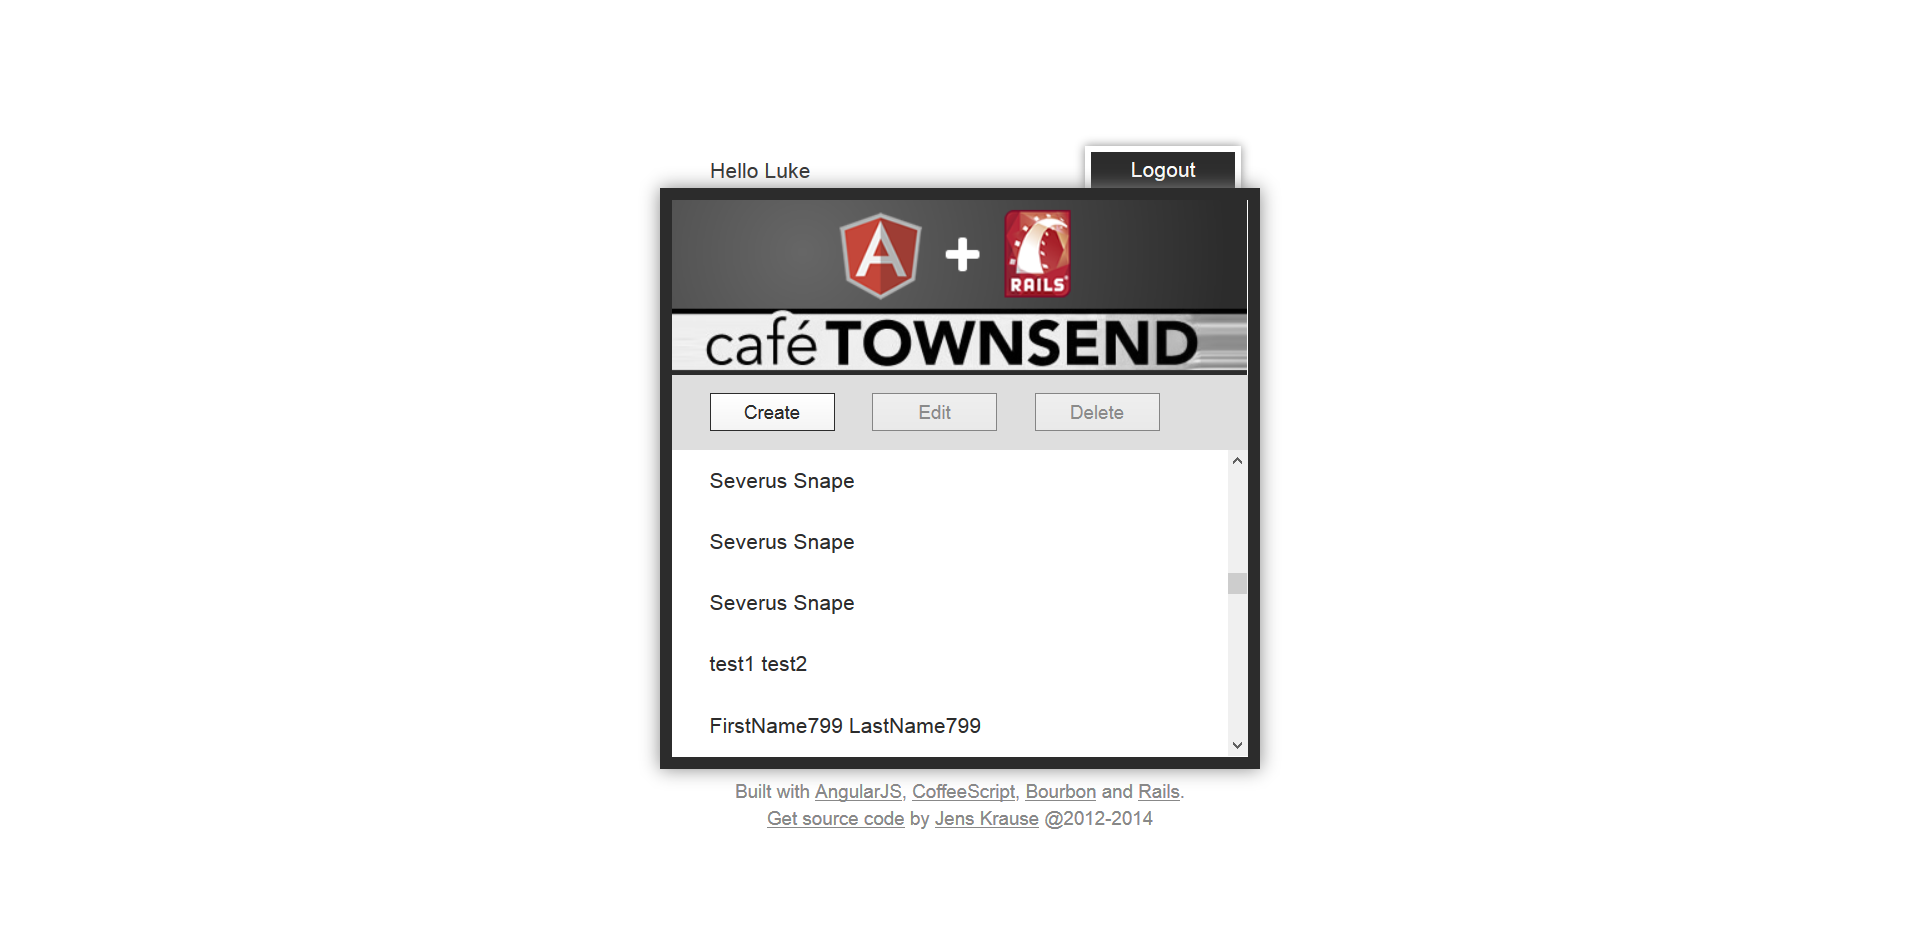 Hello Luke
Logout
RAILS
café TOWNSEND
Create
Edit
Delete
Severus Snape
Severus Snape
Severus Snape
test1 test2
FirstName799 LastName799
Built with AngularJS, CoffeeScript, Bourbon and Rails.
Get source code by Jens Krause @2012-2014